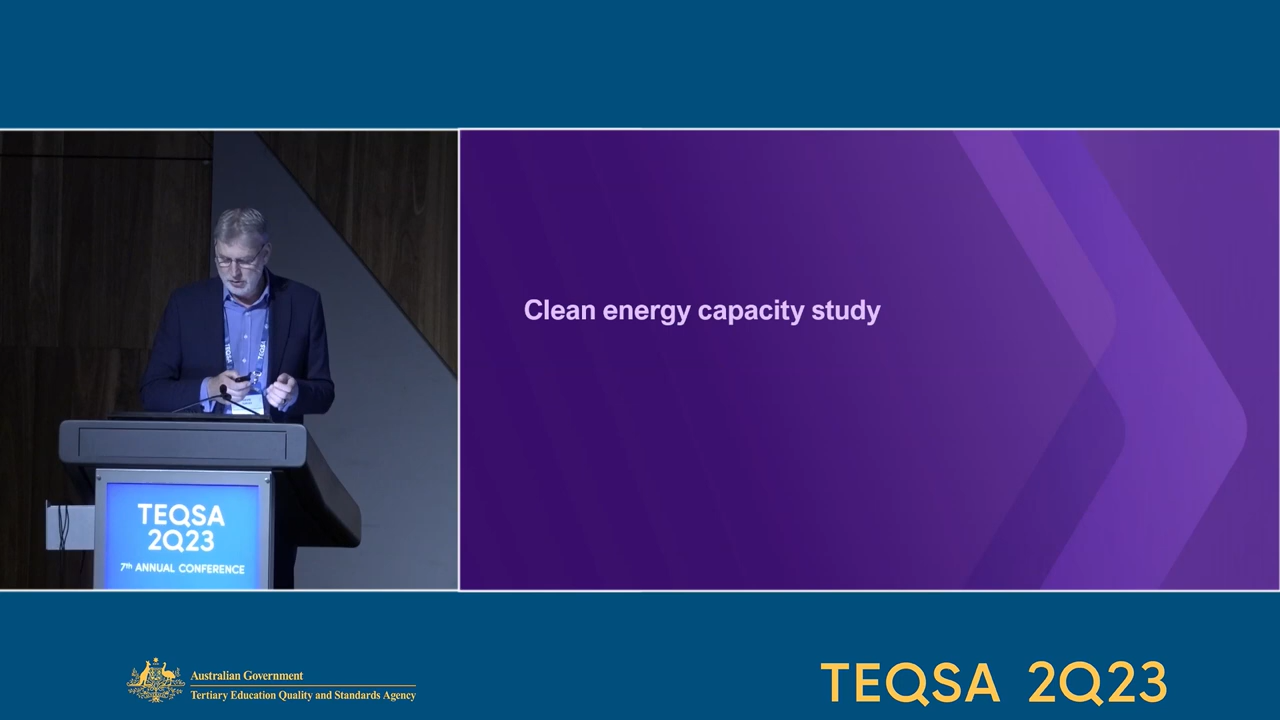 Clean energy capacity study
TEQSA
TEQSA
2Q23
7th ANNUAL CONFERENCE
Australian Government
Tertiary Education Quality and Standards Agency
TEQSA 2Q23